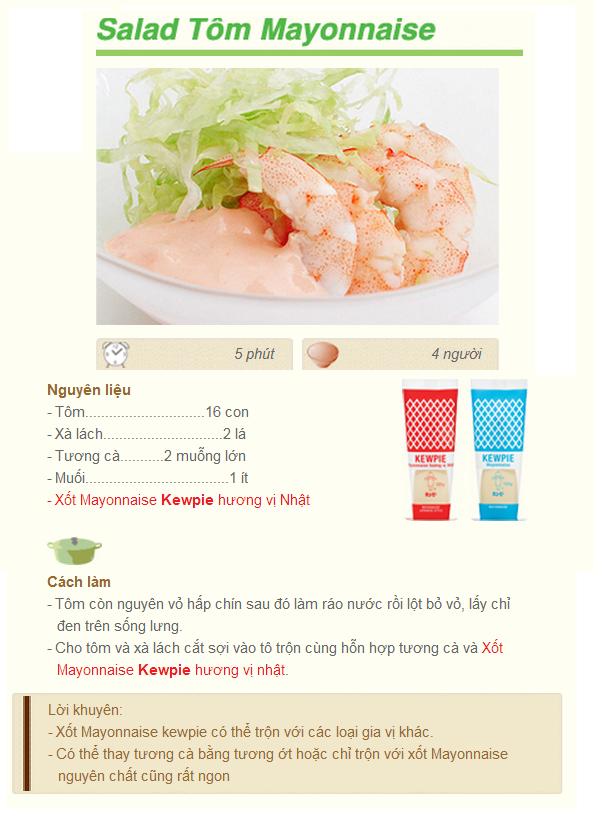 Salad Tôm Mayonnaise
5 phút
4 người
Nguyên liệu
- Tôm..............................16 con
- Xà lách..............................2 lá
- Tương cà...........2 muỗng lớn
- Muối....................................1 ít
- Xốt Mayonnaise Kewpie hương vị Nhật
KEWPIE
KEWPIE
Mayonnaise
Cách làm
- Tôm còn nguyên vỏ hấp chín sau đó làm ráo nước rồi lột bỏ vỏ, lấy chỉ
đen trên sống lưng.
- Cho tôm và xà lách cắt sợi vào tô trộn cùng hỗn hợp tương cà và Xốt
Mayonnaise Kewpie hương vị nhật.
Lời khuyên:
- Xốt Mayonnaise kewpie có thể trộn với các loại gia vị khác.
- Có thể thay tương cà bằng tương ớt hoặc chỉ trộn với xốt Mayonnaise
nguyên chất cũng rất ngon